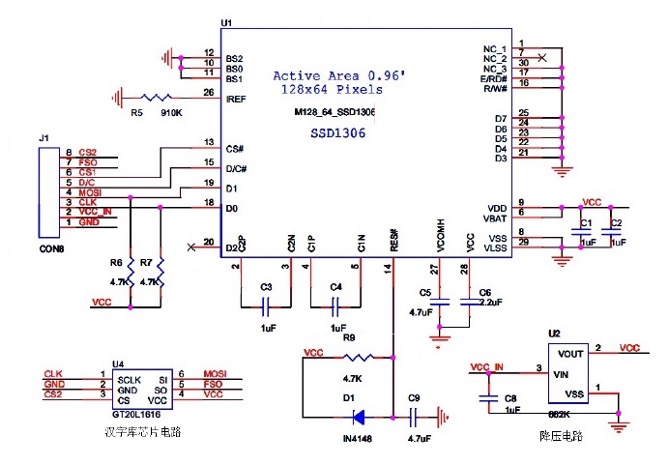 U1
12 BS2
10 BS0
11 BS1
26 IREF
R5 910K
Active Area 0.96'
128x64 Pixels
M128_64_SSD1306
SSD1306
NC_1 1
NC_2 7
NC_3 30
E/RD# 17
R/W# 16
D7 25
D6 24
D5 23
D4 22
D3 21
J1
8 CS2
7 FSO
6 CS1
5 D/C
4 MOSI
3 CLK
2 VCC_IN
1 GND
CON8
13 CS#
15 D/C#
19 D1
18 D0
20 D2
VDD 9 VCC
VBAT 6
VSS 8
VLSS 29
C1 C2
1uF 1uF
C2P C2N C1P C1N RES# VCOMH VCC
2 3 4 5 14 27 28
R6 R7
4.7K 4.7K
VCC
C3
1uF
C4
1uF
C5
4.7uF
C6
2.2uF
VCC R9
4.7K
D1
IN4148
C9
4.7uF
U4
CLK 1 SCLK SI 6 MOSI
GND 2 GND SO 5 FSO
CS2 3 CS VCC 4 VCC
GT20L1616
汉字库芯片电路
U2
VOUT 2 VCC
VCC_IN 3 VIN
VSS 1
C8
1uF
662K
降压电路